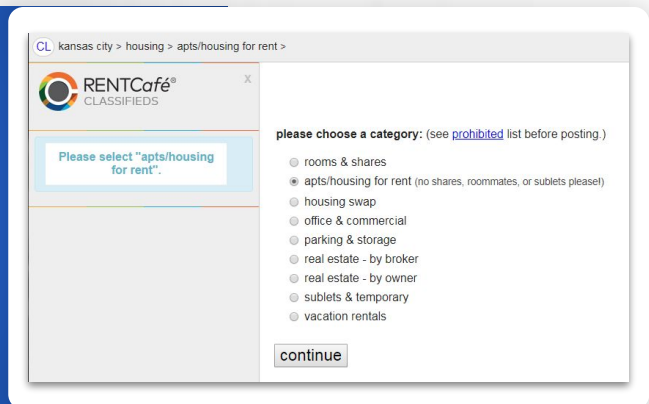 CL kansas city > housing > apts/housing for rent >
RENTCafé®
CLASSIFIEDS
x
Please select "apts/housing
for rent".
please choose a category: (see prohibited list before posting.)
rooms & shares
apts/housing for rent (no shares, roommates, or sublets please!)
housing swap
office & commercial
parking & storage
real estate - by broker
real estate - by owner
sublets & temporary
vacation rentals
continue